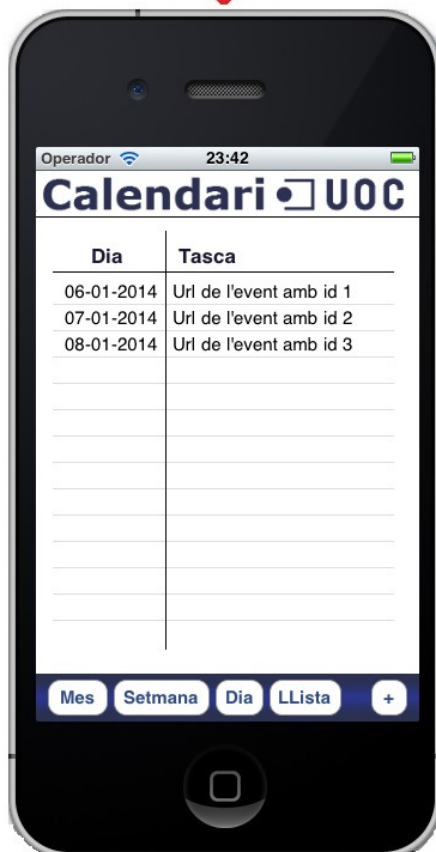 Operador 23:42
Calendari UOC
Dia Tasca
06-01-2014 Url de l'event amb id 1
07-01-2014 Url de l'event amb id 2
08-01-2014 Url de l'event amb id 3
Mes Setmana Dia LLista +